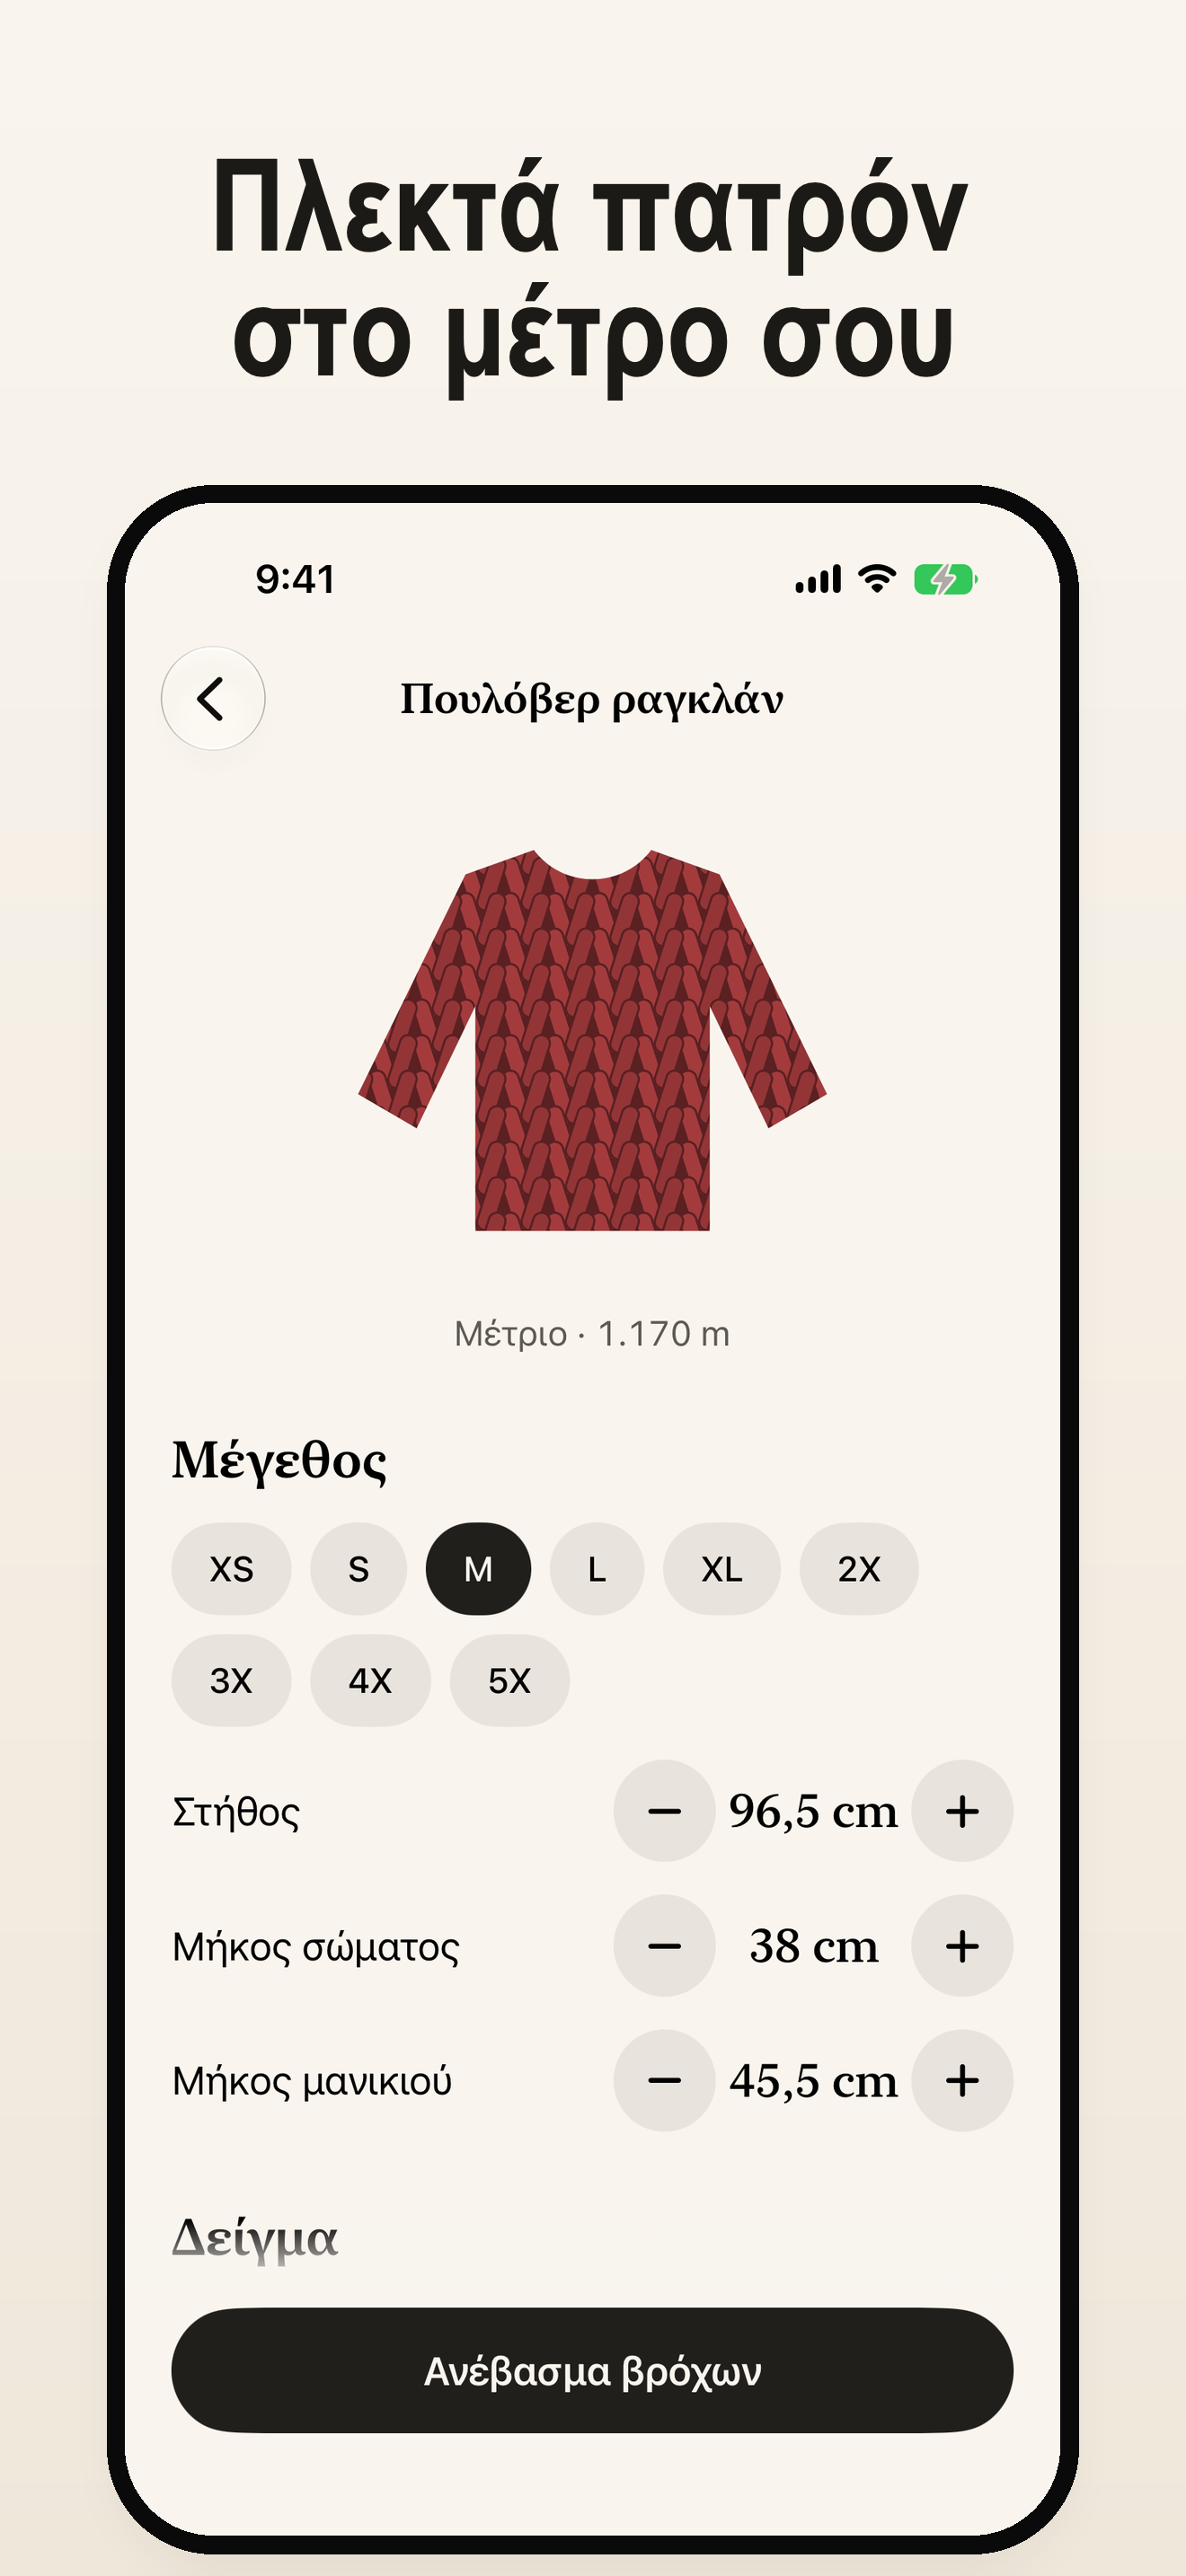 Πλεκτά πατρόν
στο μέτρο σου
9:41
Πουλόβερ ραγκλάν
Μέτριο · 1.170 m
Μέγεθος
XS S M L XL 2X
3X 4X 5X
Στήθος − 96,5 cm +
Μήκος σώματος − 38 cm +
Μήκος μανικιού − 45,5 cm +
Δείγμα
Ανέβασμα βρόχων